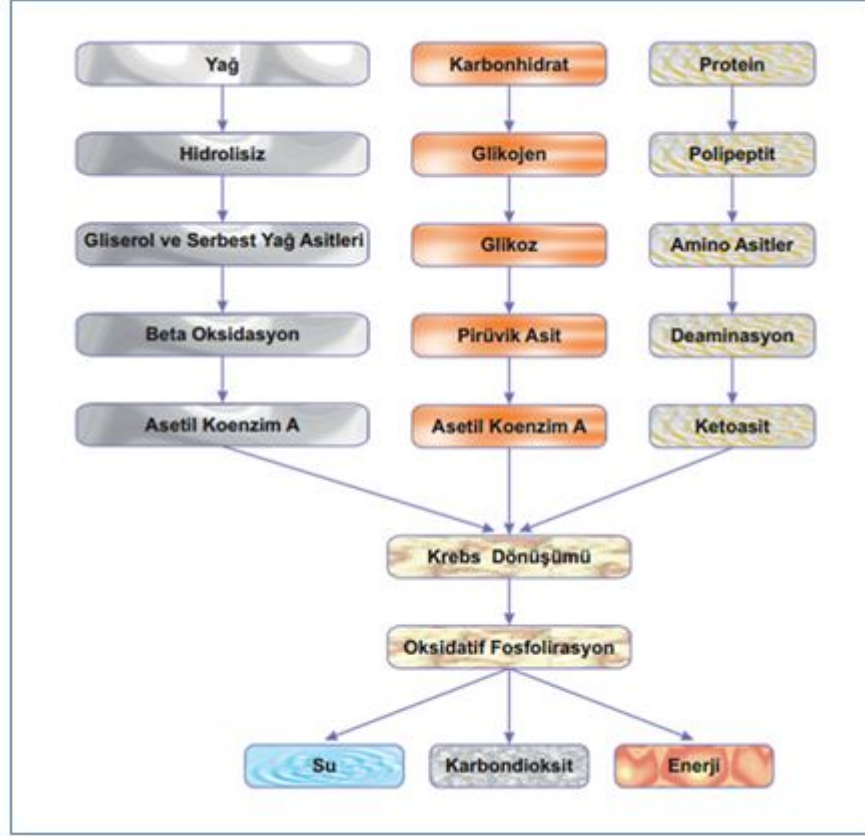 Yağ
Karbonhidrat
Protein
Hidrolisiz
Glikojen
Polipeptit
Gliserol ve Serbest Yağ Asitleri
Glikoz
Amino Asitler
Beta Oksidasyon
Pirüvik Asit
Deaminasyon
Asetil Koenzim A
Asetil Koenzim A
Ketoasit
Krebs Dönüşümü
Oksidatif Fosfolirasyon
Su
Karbondioksit
Enerji